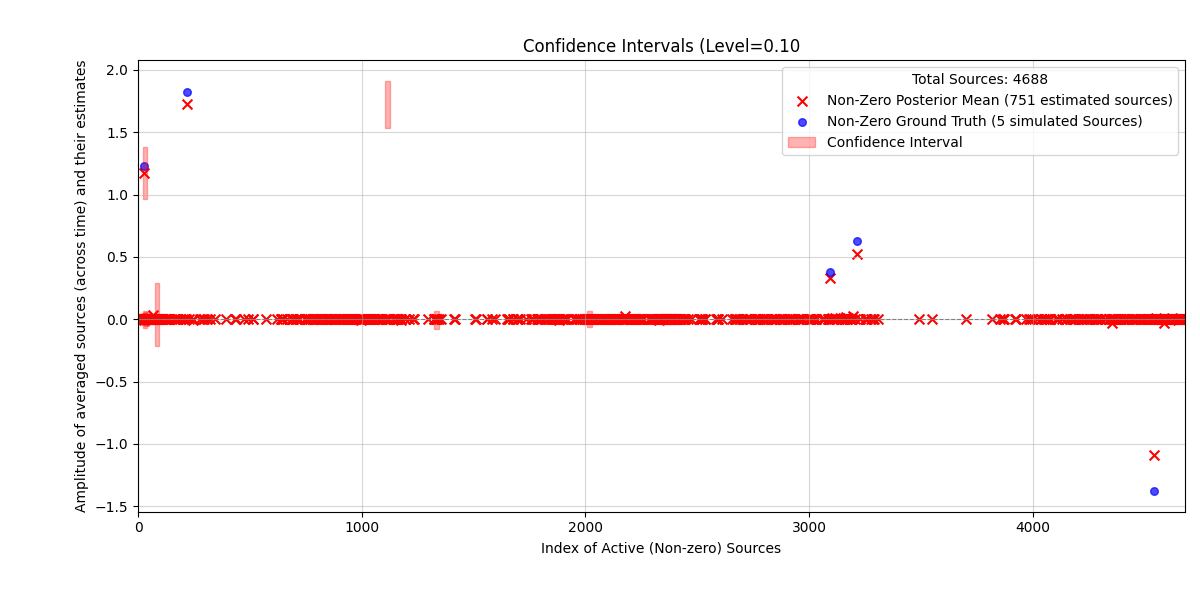 Confidence Intervals (Level=0.10
Total Sources: 4688
Non-Zero Posterior Mean (751 estimated sources)
Non-Zero Ground Truth (5 simulated Sources)
Confidence Interval
Amplitude of averaged sources (across time) and their estimates
2.0
1.5
1.0
0.5
0.0
−0.5
−1.0
−1.5
0 1000 2000 3000 4000
Index of Active (Non-zero) Sources